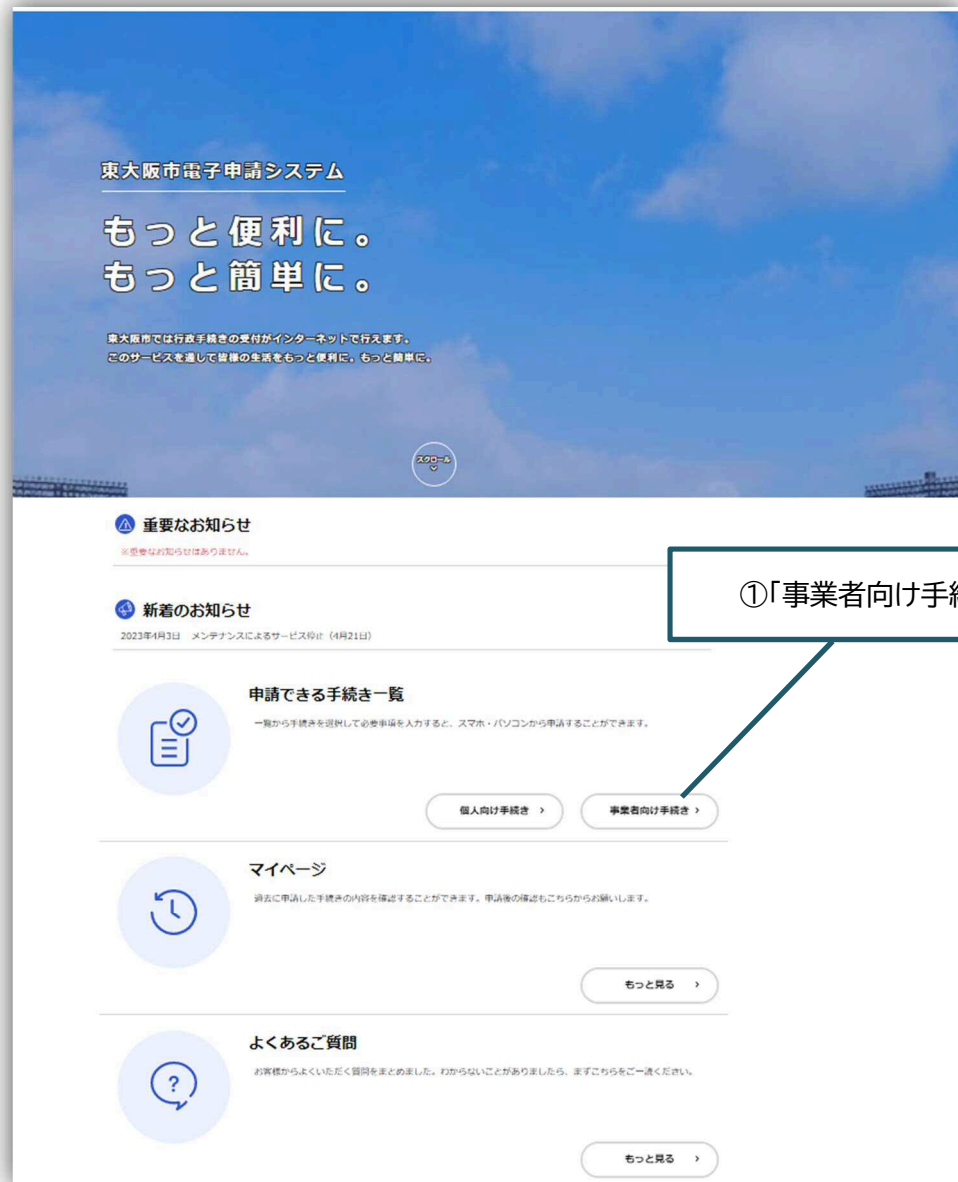 東大阪市電子申請システム
もっと便利に。
もっと簡単に。
東大阪市では行政手続きの受付がインターネットで行えます。
このサービスを通して皆様の生活をもっと便利に。もっと簡単に。
スクロール
重要なお知らせ
※重要なお知らせはありません。
新着のお知らせ
2023年4月3日 メンテナンスによるサービス停止（4月21日）
①「事業者向け手続
申請できる手続き一覧
一覧から手続きを選択して必要事項を入力すると、スマホ・パソコンから申請することができます。
個人向け手続き
事業者向け手続き
マイページ
過去に申請した手続きの内容を確認することができます。申請後の確認もこちらからお願いします。
もっと見る
よくあるご質問
お客様からよくいただく質問をまとめました。わからないことがありましたら、まずこちらをご一読ください。
もっと見る